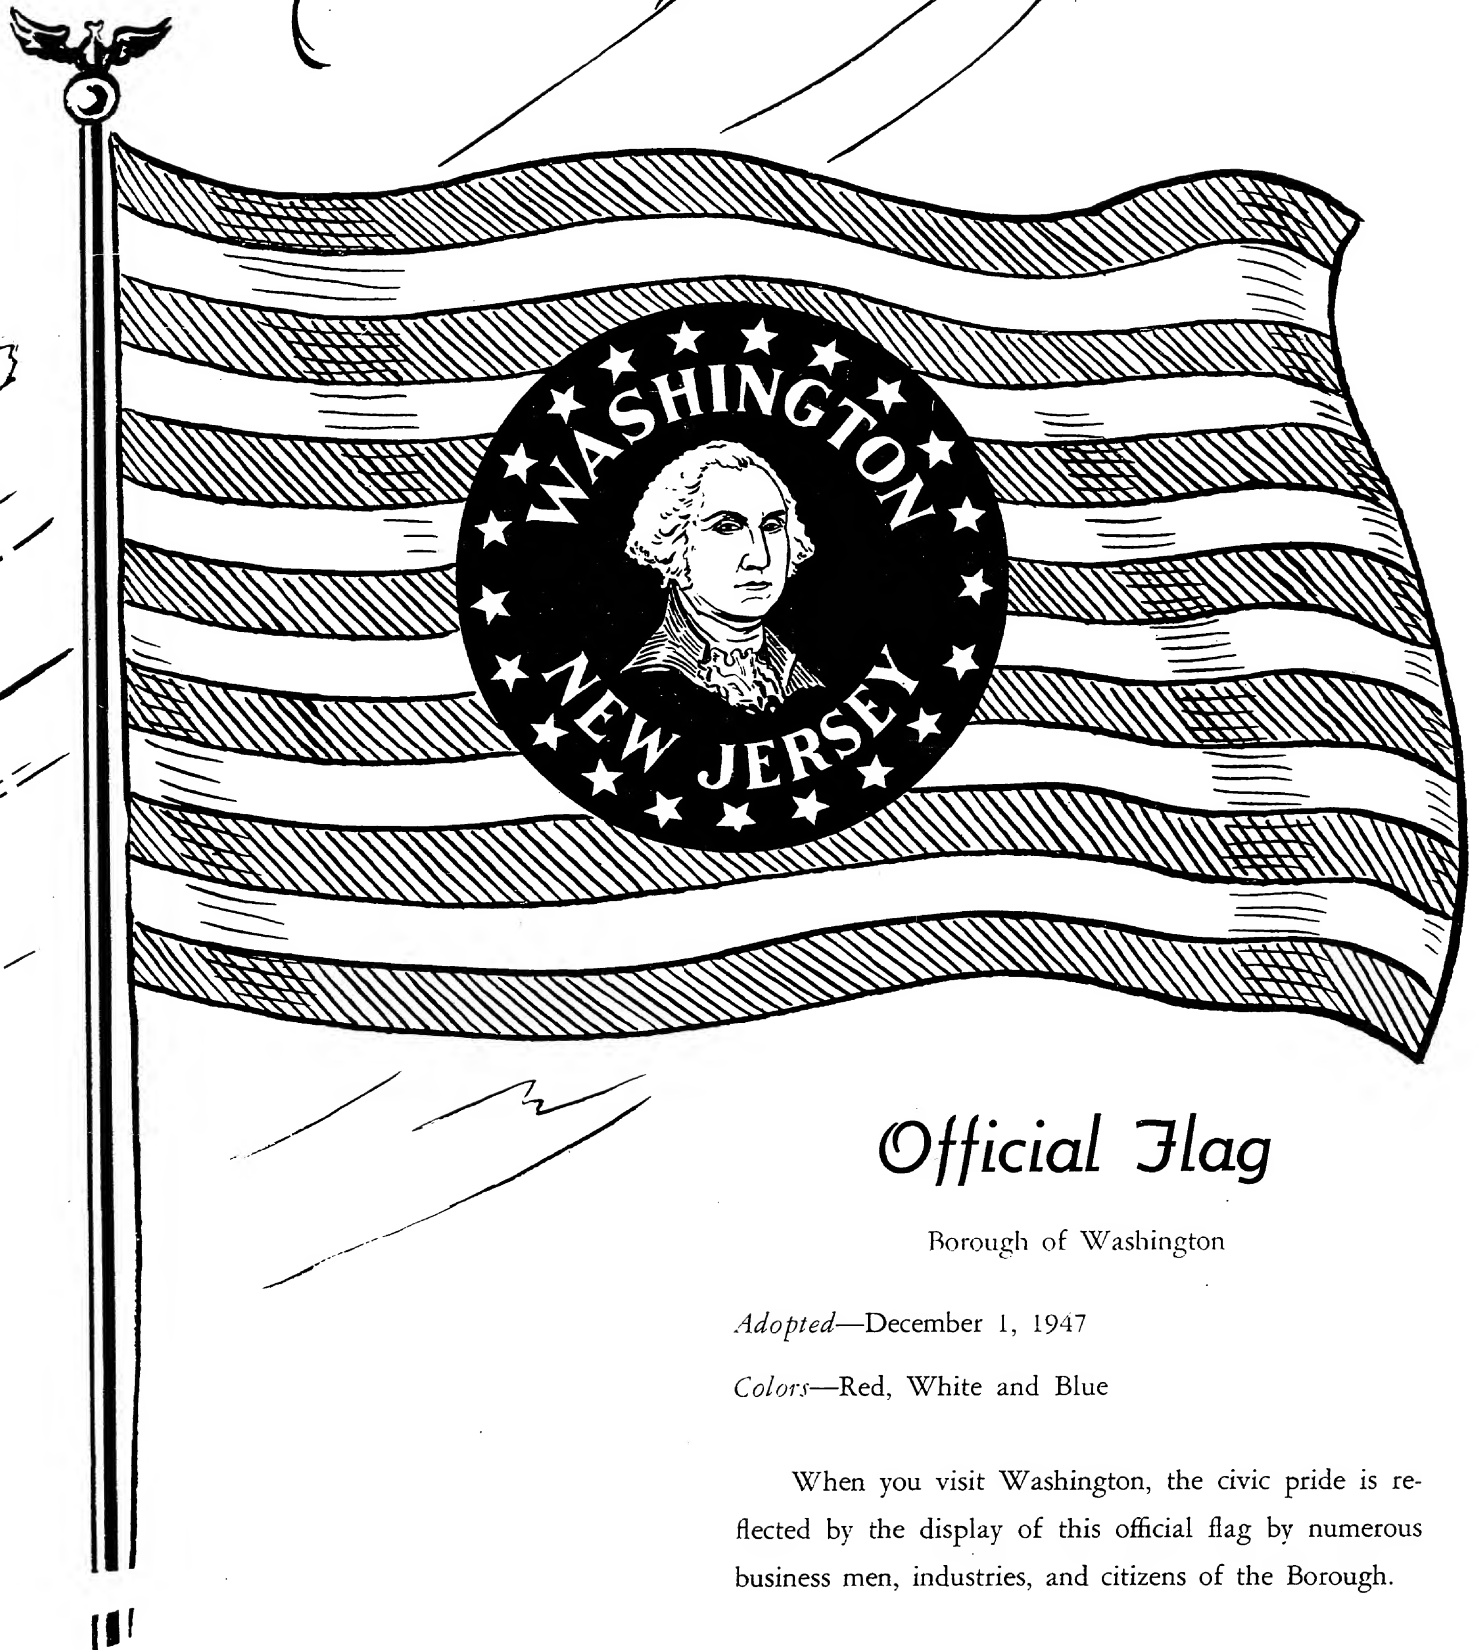 WASHINGTON
NEW JERSEY
Official Flag
Borough of Washington
Adopted—December 1, 1947
Colors—Red, White and Blue
When you visit Washington, the civic pride is re-
flected by the display of this official flag by numerous
business men, industries, and citizens of the Borough.